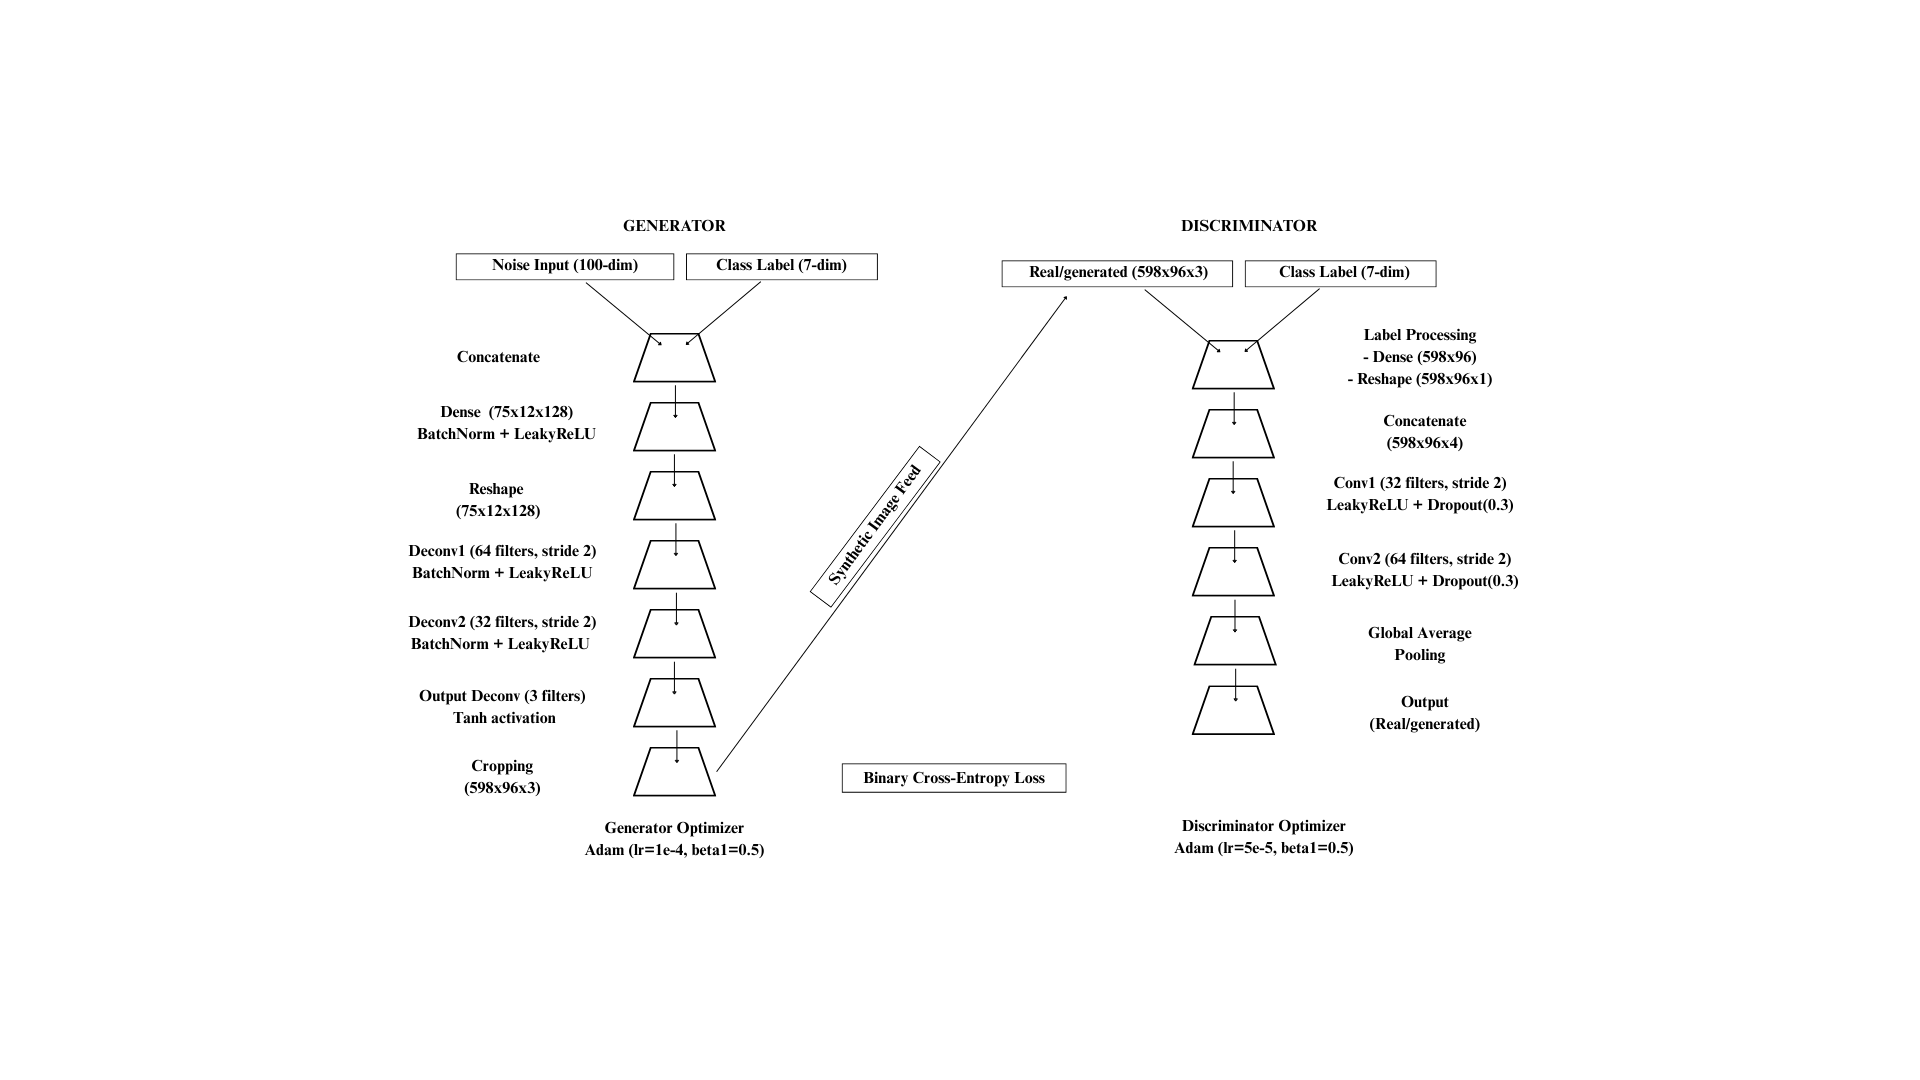 GENERATOR
Noise Input (100-dim)
Class Label (7-dim)
Concatenate
Dense (75x12x128)
BatchNorm + LeakyReLU
Reshape
(75x12x128)
Deconv1 (64 filters, stride 2)
BatchNorm + LeakyReLU
Deconv2 (32 filters, stride 2)
BatchNorm + LeakyReLU
Output Deconv (3 filters)
Tanh activation
Cropping
(598x96x3)
Generator Optimizer
Adam (lr=1e-4, beta1=0.5)
Synthetic Image Feed
Binary Cross-Entropy Loss
DISCRIMINATOR
Real/generated (598x96x3)
Class Label (7-dim)
Label Processing
- Dense (598x96)
- Reshape (598x96x1)
Concatenate
(598x96x4)
Conv1 (32 filters, stride 2)
LeakyReLU + Dropout(0.3)
Conv2 (64 filters, stride 2)
LeakyReLU + Dropout(0.3)
Global Average
Pooling
Output
(Real/generated)
Discriminator Optimizer
Adam (lr=5e-5, beta1=0.5)